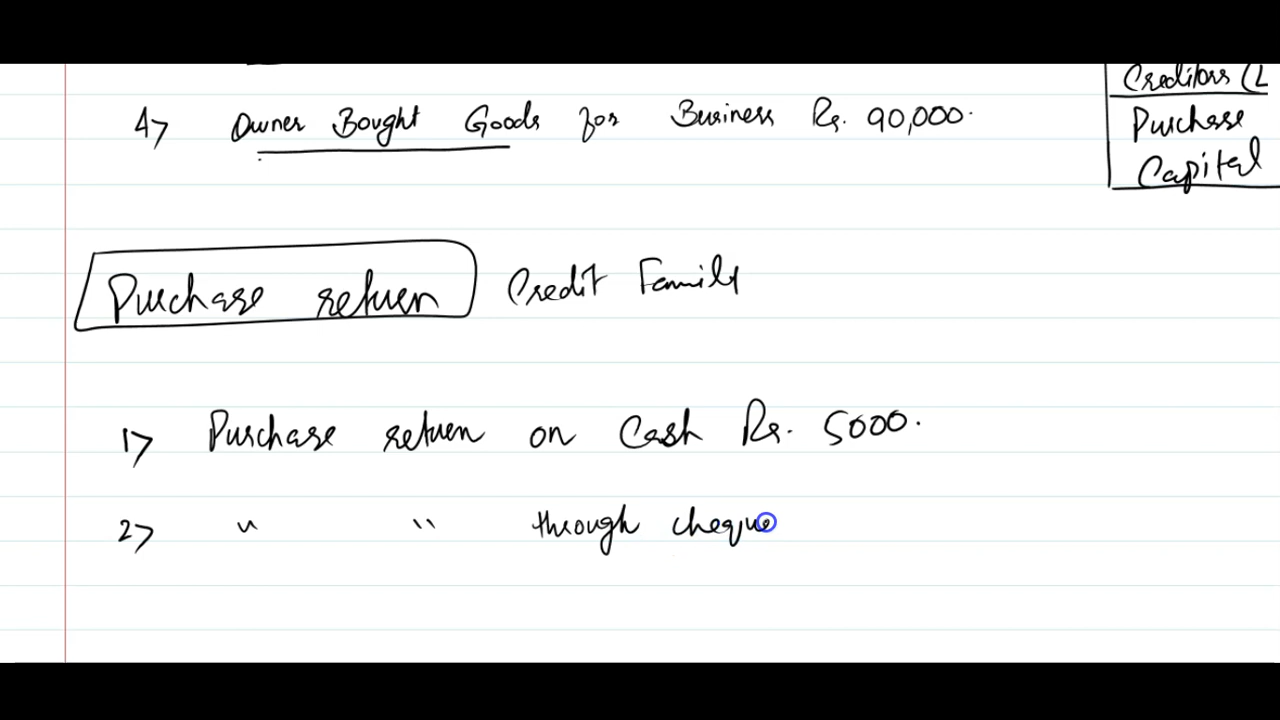 Creditors (L
4> Owner Bought Goods for Business Rs. 90,000.
Purchase
Capital
Purchase return Credit Family
1> Purchase return on Cash Rs. 5000.
2> " " through cheque